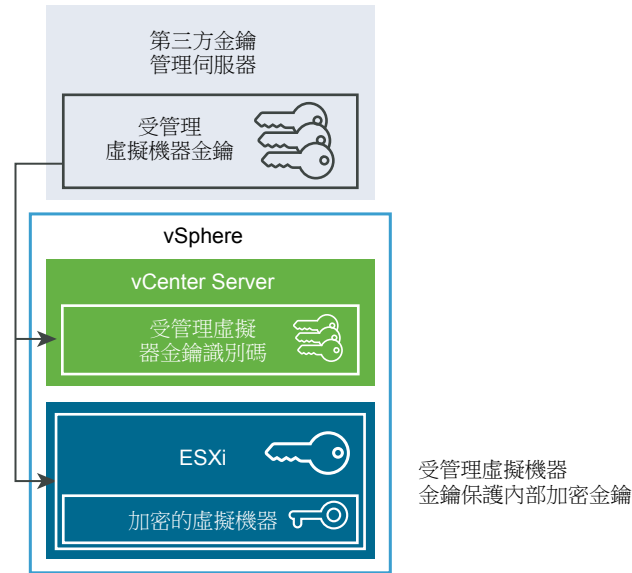 第三方金鑰
管理伺服器
受管理
虛擬機器金鑰
vSphere
vCenter Server
受管理虛擬
器金鑰識別碼
ESXi
加密的虛擬機器
受管理虛擬機器
金鑰保護內部加密金鑰